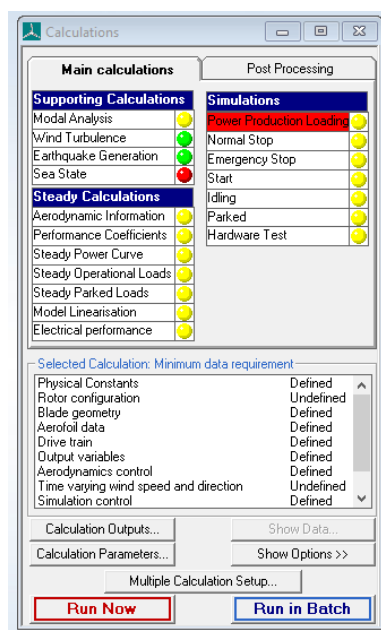 Calculations
Main calculations
Post Processing
Supporting Calculations
Modal Analysis
Wind Turbulence
Earthquake Generation
Sea State
Steady Calculations
Aerodynamic Information
Performance Coefficients
Steady Power Curve
Steady Operational Loads
Steady Parked Loads
Model Linearisation
Electrical performance
Simulations
Power Production Loading
Normal Stop
Emergency Stop
Start
Idling
Parked
Hardware Test
Selected Calculation: Minimum data requirement
Physical Constants Defined
Rotor configuration Undefined
Blade geometry Defined
Aerofoil data Defined
Drive train Defined
Output variables Defined
Aerodynamics control Defined
Time varying wind speed and direction Undefined
Simulation control Defined
Calculation Outputs... Show Data...
Calculation Parameters... Show Options >>
Multiple Calculation Setup...
Run Now Run in Batch